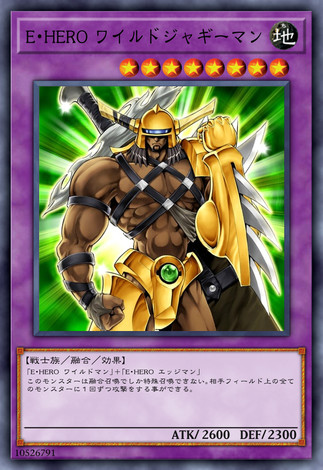 E・HERO ワイルドジャギーマン
地
【戦士族／融合／効果】
「E・HERO ワイルドマン」＋「E・HERO エッジマン」
このモンスターは融合召喚でしか特殊召喚できない。相手フィールド上の全て
のモンスターに1回ずつ攻撃をする事ができる。
ATK/ 2600 DEF/2300
10526791